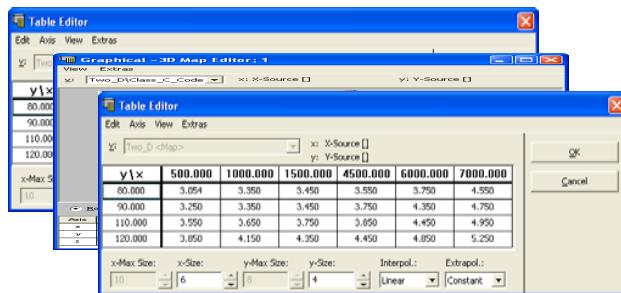 Table Editor
Edit Axis View Extras
y\x
80.000
90.000
110.000
120.000
x-Max
10
Graphical - 3D Map Editor: 1
View Extras
Two_D\Class_C_Code x: X-Source [] y: Y-Source []
Axis
x
y
z
Table Editor
Edit Axis View Extras
Two_D <Map> x: X-Source []
y: Y-Source []
y\x 500.000 1000.000 1500.000 4500.000 6000.000 7000.000
80.000 3.054 3.350 3.450 3.550 3.750 4.550
90.000 3.250 3.350 3.450 3.750 4.350 4.750
110.000 3.550 3.650 3.750 3.850 4.450 4.950
120.000 3.850 4.150 4.350 4.450 4.850 5.250
x-Max Size: x-Size: y-Max Size: y-Size: Interpol.: Extrapol.:
10 6 8 4 Linear Constant
OK
Cancel